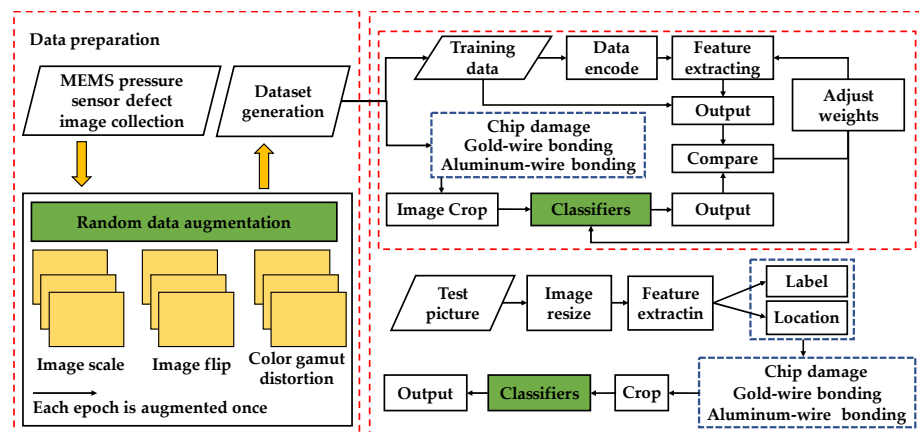 Data preparation
MEMS pressure
sensor defect
image collection
Dataset
generation
Random data augmentation
Image scale
Image flip
Color gamut
distortion
Each epoch is augmented once
Training
data
Data
encode
Feature
extracting
Output
Adjust
weights
Chip damage
Gold-wire bonding
Aluminum-wire bonding
Compare
Image Crop
Classifiers
Output
Test
picture
Image
resize
Feature
extractin
Label
Location
Chip damage
Gold-wire bonding
Aluminum-wire bonding
Crop
Classifiers
Output